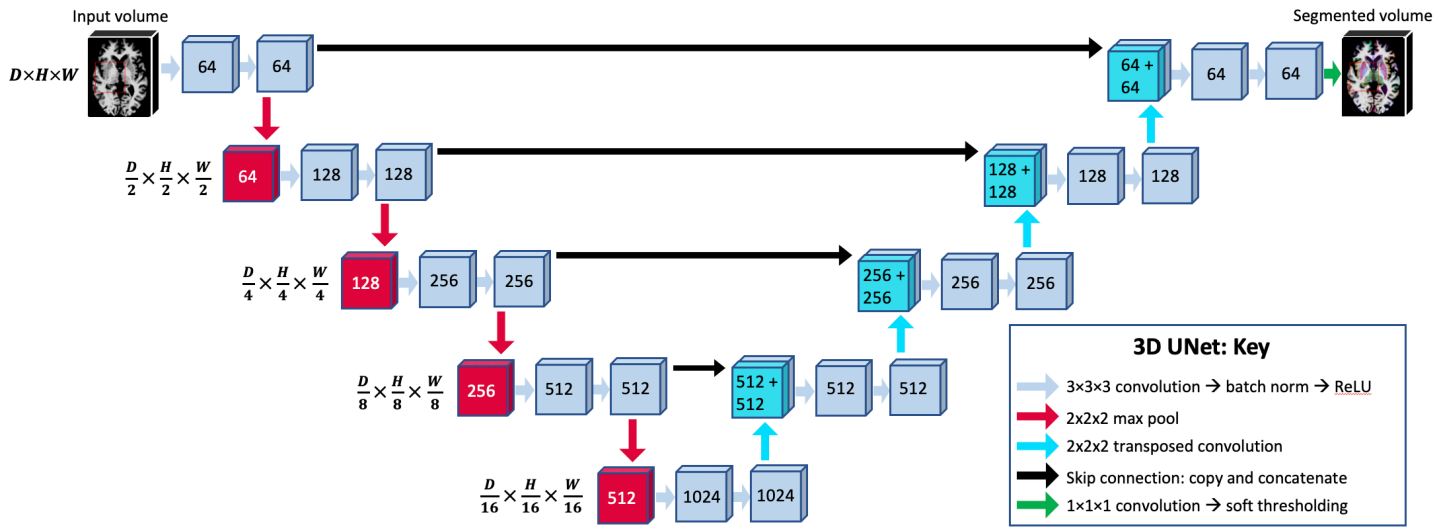 Input volume
Segmented volume
D×H×W
64
64
64 +
64
64
64
D/2 × H/2 × W/2
64
128
128
128 +
128
128
128
D/4 × H/4 × W/4
128
256
256
256 +
256
256
256
D/8 × H/8 × W/8
256
512
512
512 +
512
512
512
D/16 × H/16 × W/16
512
1024
1024
3D UNet: Key
3×3×3 convolution → batch norm → ReLU
2x2x2 max pool
2x2x2 transposed convolution
Skip connection: copy and concatenate
1×1×1 convolution → soft thresholding